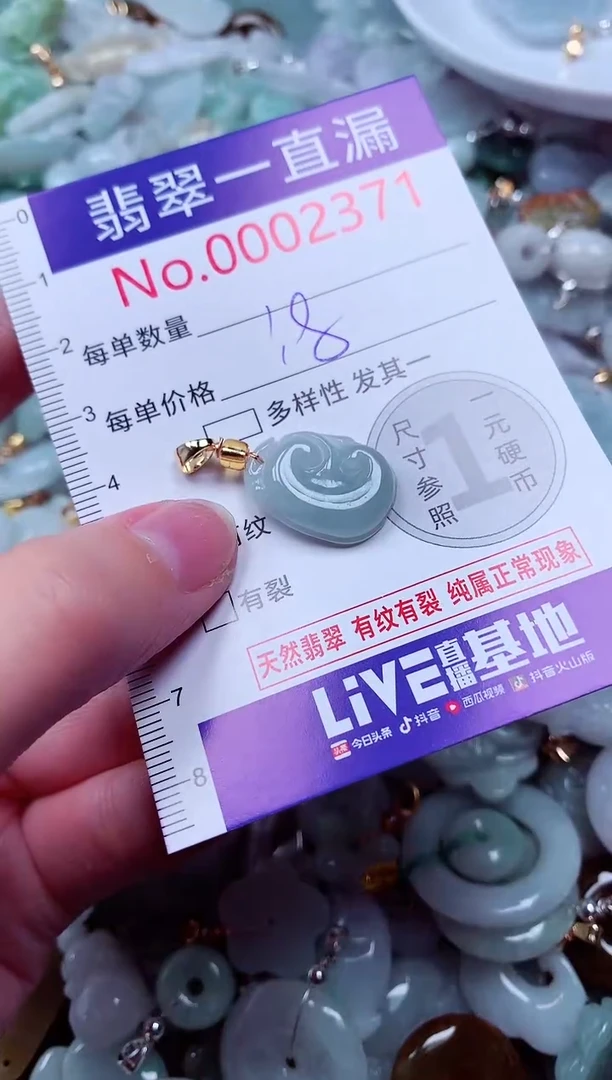 翡翠一直漏
No.0002371
0
1
2
3
4
7
8
每单数量
18
每单价格
多样性 发其一
有纹
有裂
尺寸参照
1
一元硬币
天然翡翠 有纹有裂 纯属正常现象
LiVE直播基地
头条 今日头条 抖音 西瓜视频 抖音火山版